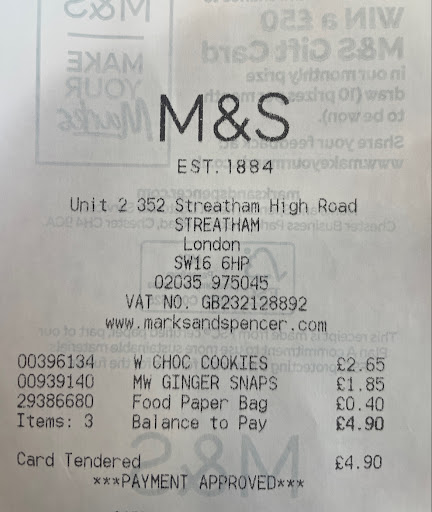 M&S
EST.1884
Unit 2 352 Streatham High Road
STREATHAM
London
SW16 6HP
02035 975045
VAT NO. GB232128892
www.marksandspencer.com
00396134 W CHOC COOKIES £2.65
00939140 MW GINGER SNAPS £1.85
29386680 Food Paper Bag £0.40
Items: 3 Balance to Pay £4.90
Card Tendered £4.90
***PAYMENT APPROVED***